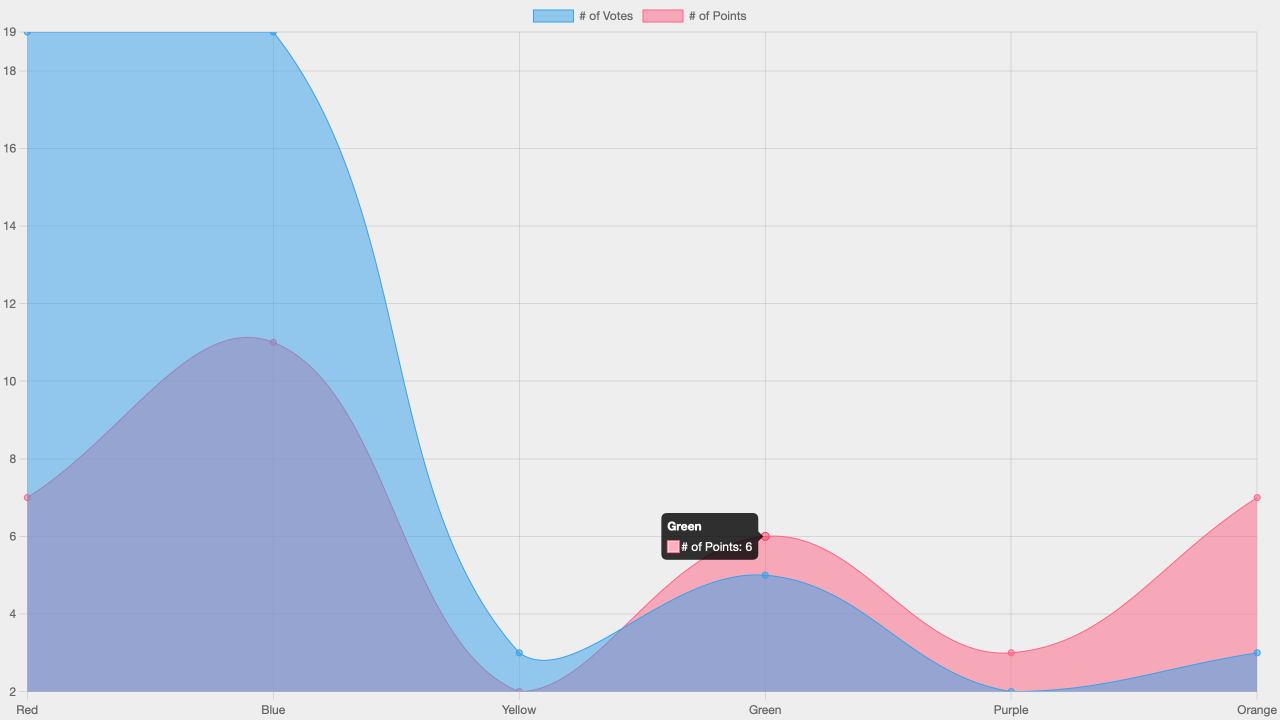 # of Votes # of Points
19
18
16
14
12
10
8
6
4
2
Green
# of Points: 6
Red Blue Yellow Green Purple Orange